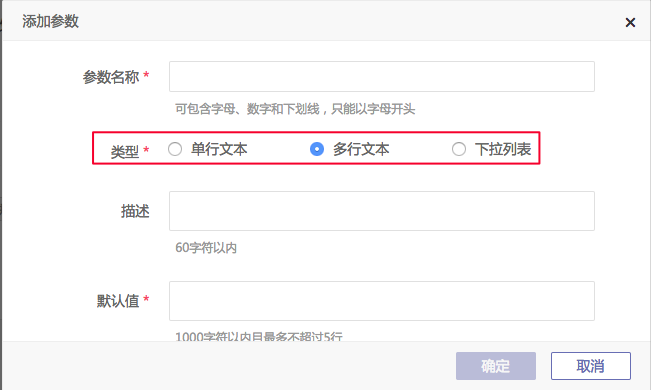 添加参数
参数名称 *
可包含字母、数字和下划线，只能以字母开头
类型 * 单行文本 多行文本 下拉列表
描述
60字符以内
默认值 *
1000字符以内且最多不超过5行
确定 取消